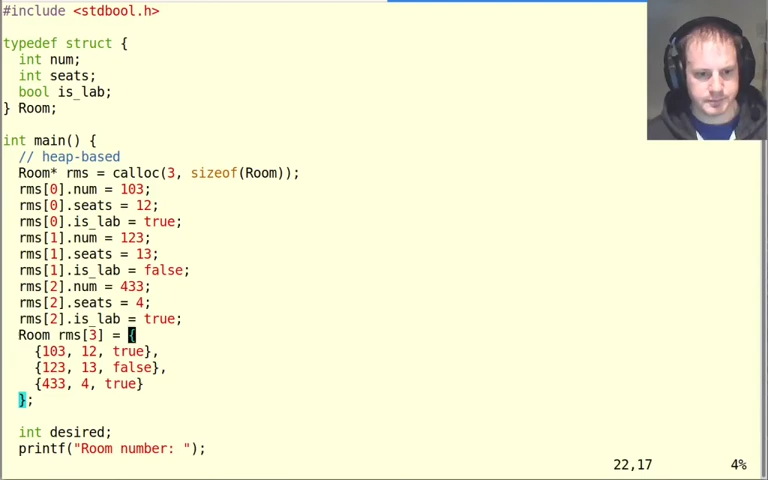 #include <stdbool.h>
typedef struct {
  int num;
  int seats;
  bool is_lab;
} Room;
int main() {
  // heap-based
  Room* rms = calloc(3, sizeof(Room));
  rms[0].num = 103;
  rms[0].seats = 12;
  rms[0].is_lab = true;
  rms[1].num = 123;
  rms[1].seats = 13;
  rms[1].is_lab = false;
  rms[2].num = 433;
  rms[2].seats = 4;
  rms[2].is_lab = true;
  Room rms[3] = {
    {103, 12, true},
    {123, 13, false},
    {433, 4, true}
  };
  int desired;
  printf("Room number: ");
22,17 4%